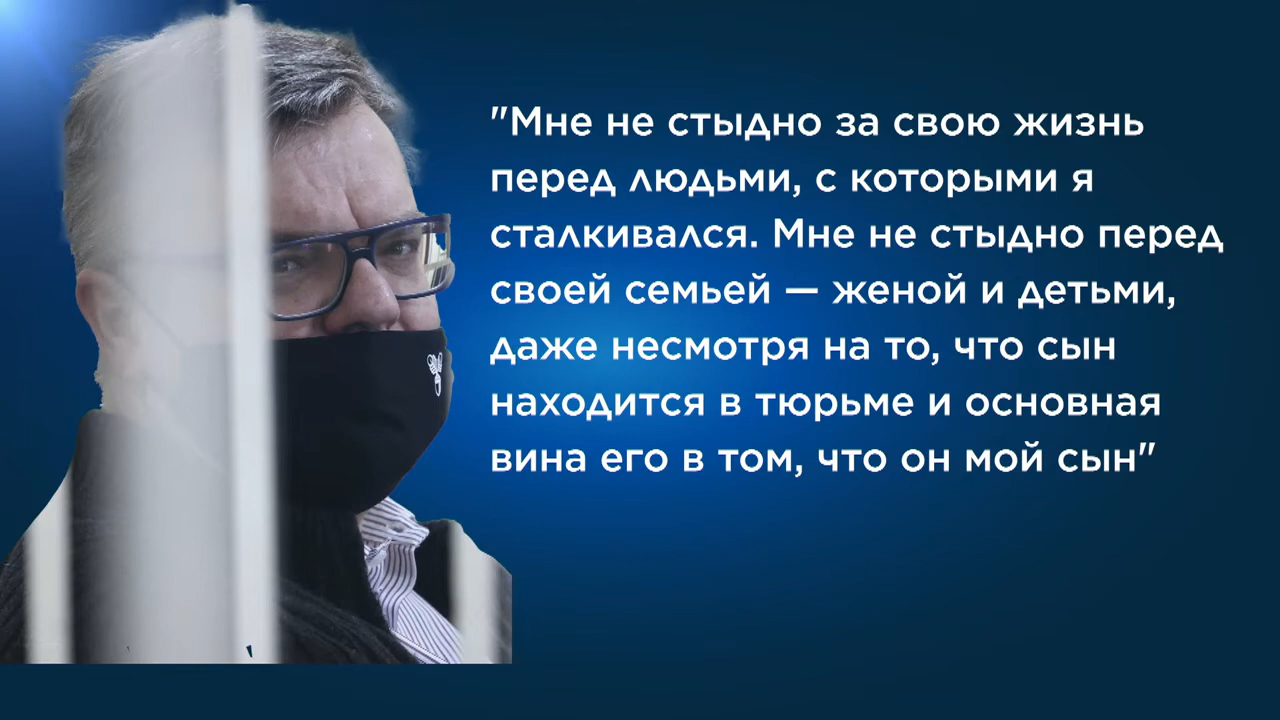 "Мне не стыдно за свою жизнь
перед людьми, с которыми я
сталкивался. Мне не стыдно перед
своей семьей — женой и детьми,
даже несмотря на то, что сын
находится в тюрьме и основная
вина его в том, что он мой сын"